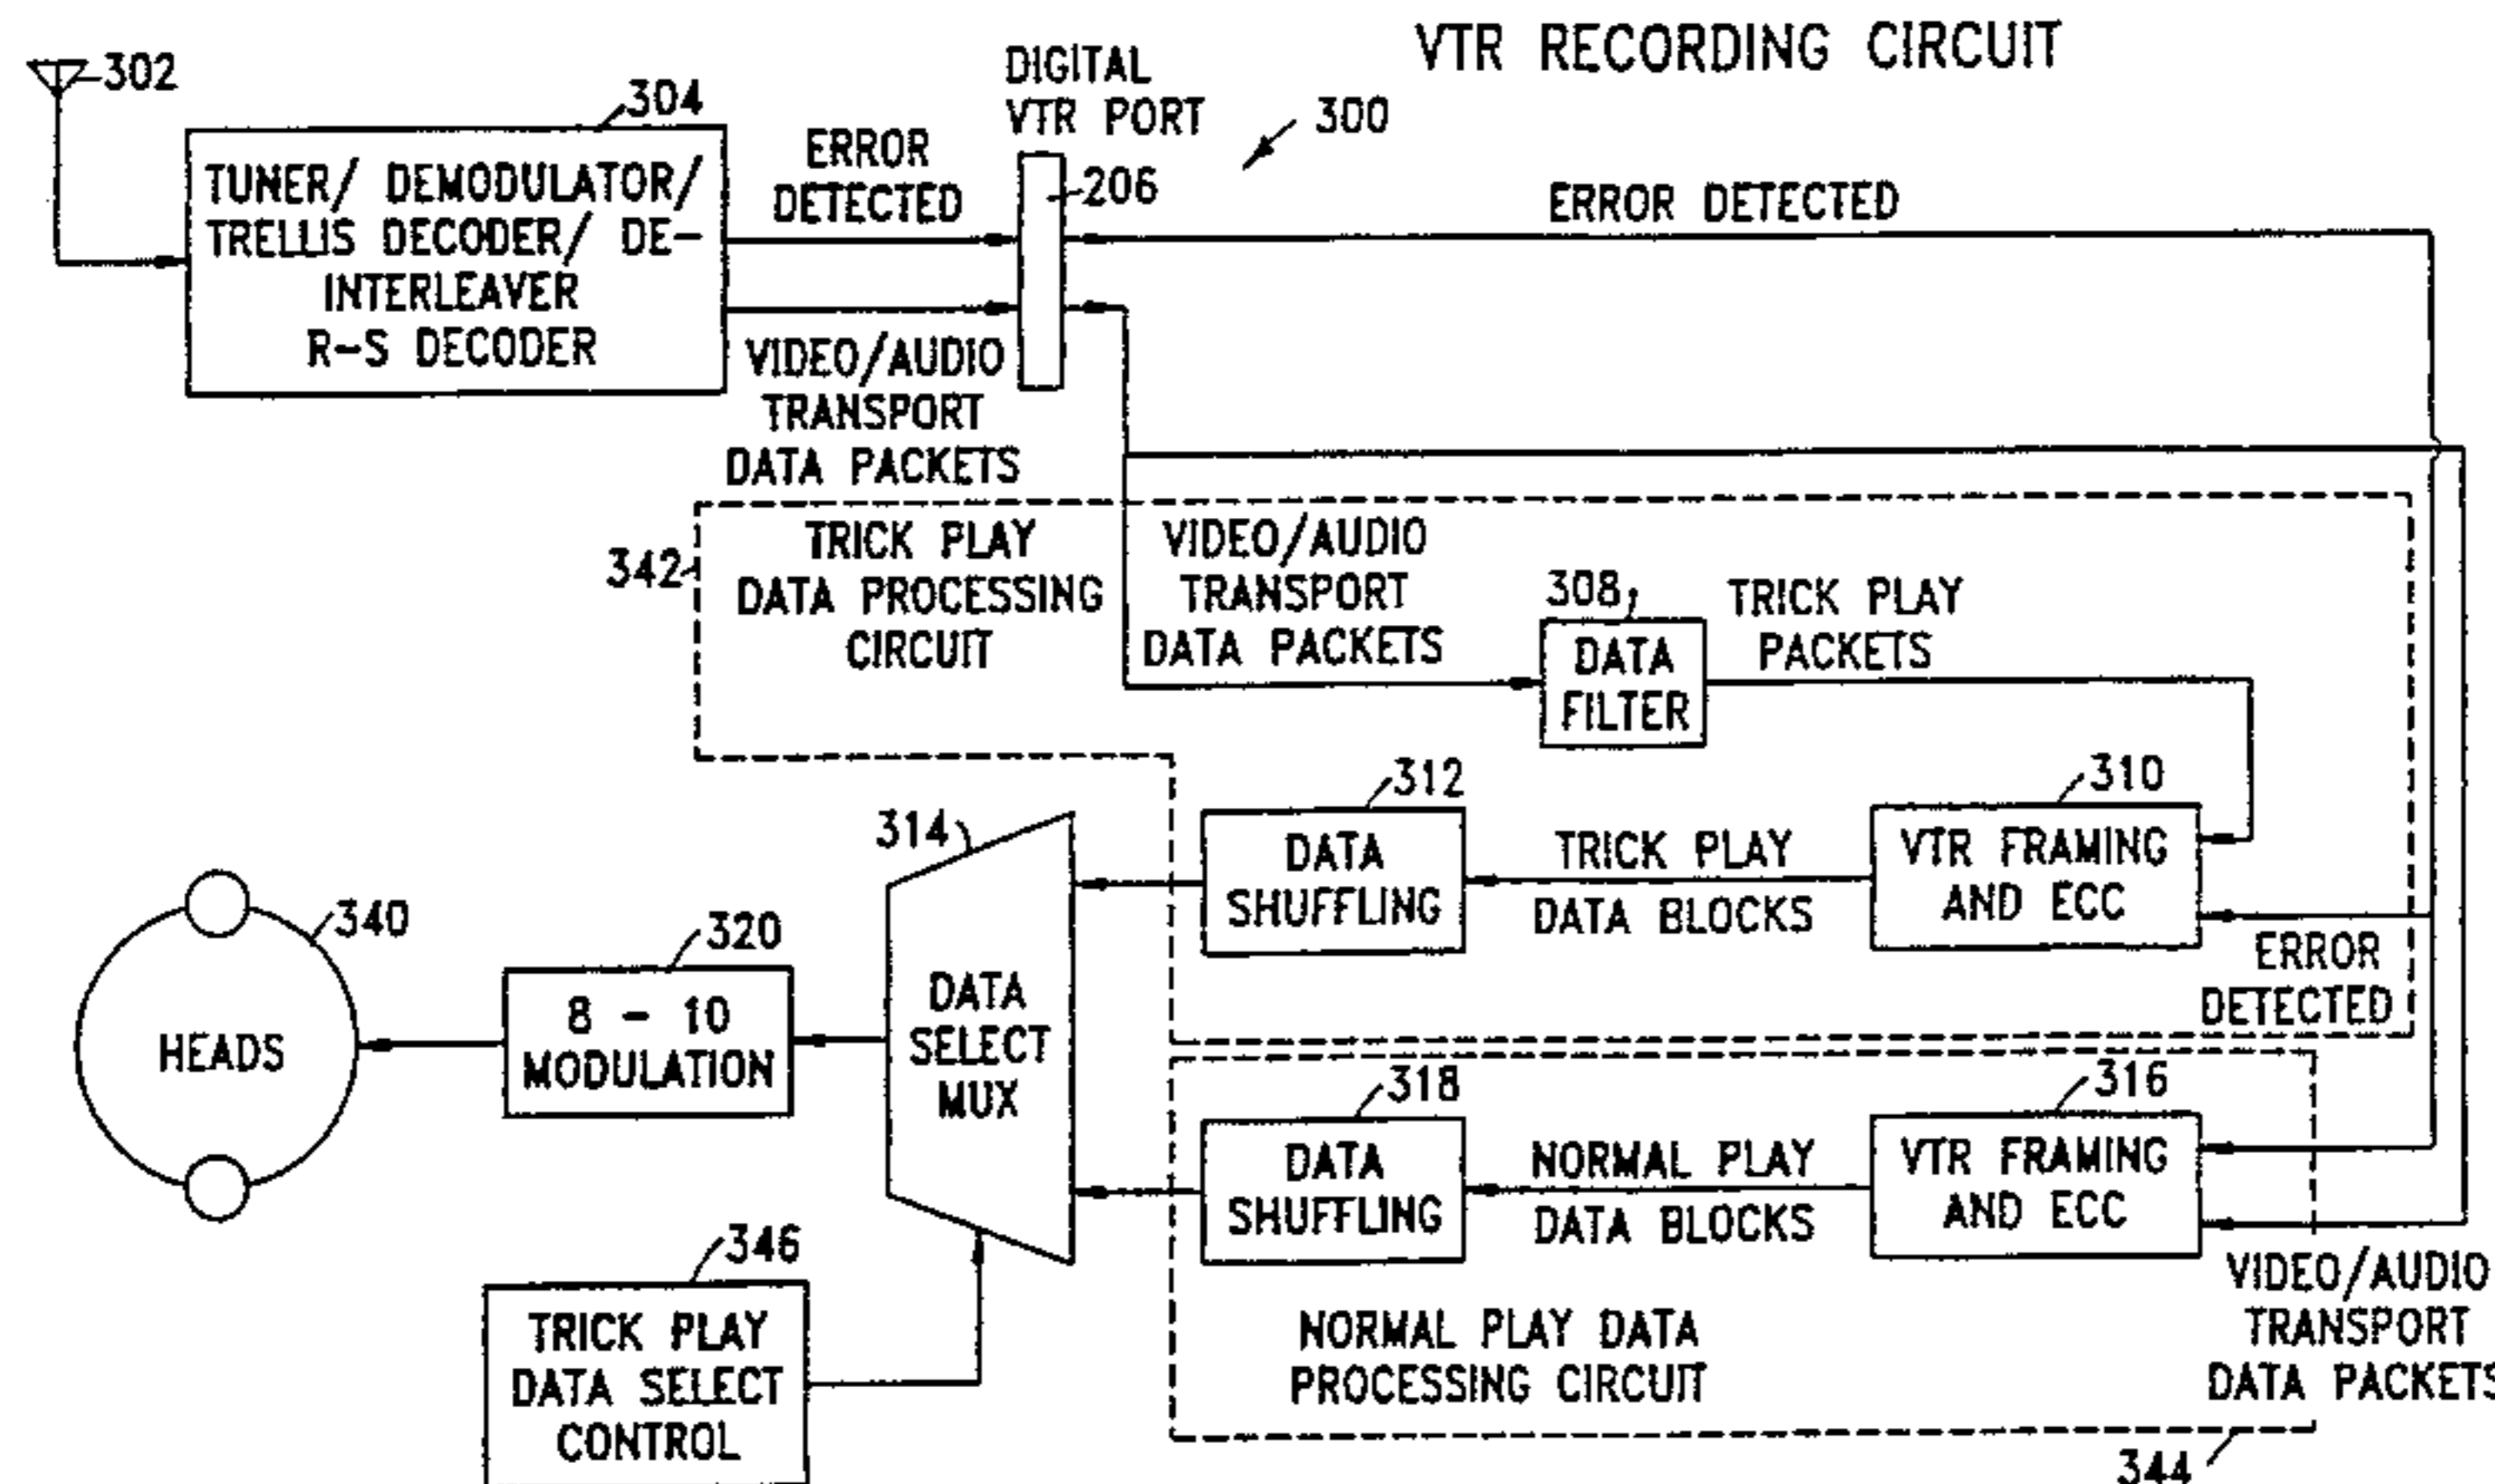 VTR RECORDING CIRCUIT
302
304
TUNER/ DEMODULATOR/
TRELLIS DECODER/ DE-
INTERLEAVER
R-S DECODER
ERROR
DETECTED
DIGITAL
VTR PORT
206
300
ERROR DETECTED
VIDEO/AUDIO
TRANSPORT
DATA PACKETS
342
TRICK PLAY
DATA PROCESSING
CIRCUIT
VIDEO/AUDIO
TRANSPORT
DATA PACKETS
308
DATA
FILTER
TRICK PLAY
PACKETS
310
VTR FRAMING
AND ECC
ERROR
DETECTED
TRICK PLAY
DATA BLOCKS
312
DATA
SHUFFLING
314
DATA
SELECT
MUX
320
8 - 10
MODULATION
340
HEADS
316
VTR FRAMING
AND ECC
NORMAL PLAY
DATA BLOCKS
318
DATA
SHUFFLING
346
TRICK PLAY
DATA SELECT
CONTROL
NORMAL PLAY DATA
PROCESSING CIRCUIT
VIDEO/AUDIO
TRANSPORT
DATA PACKETS
344